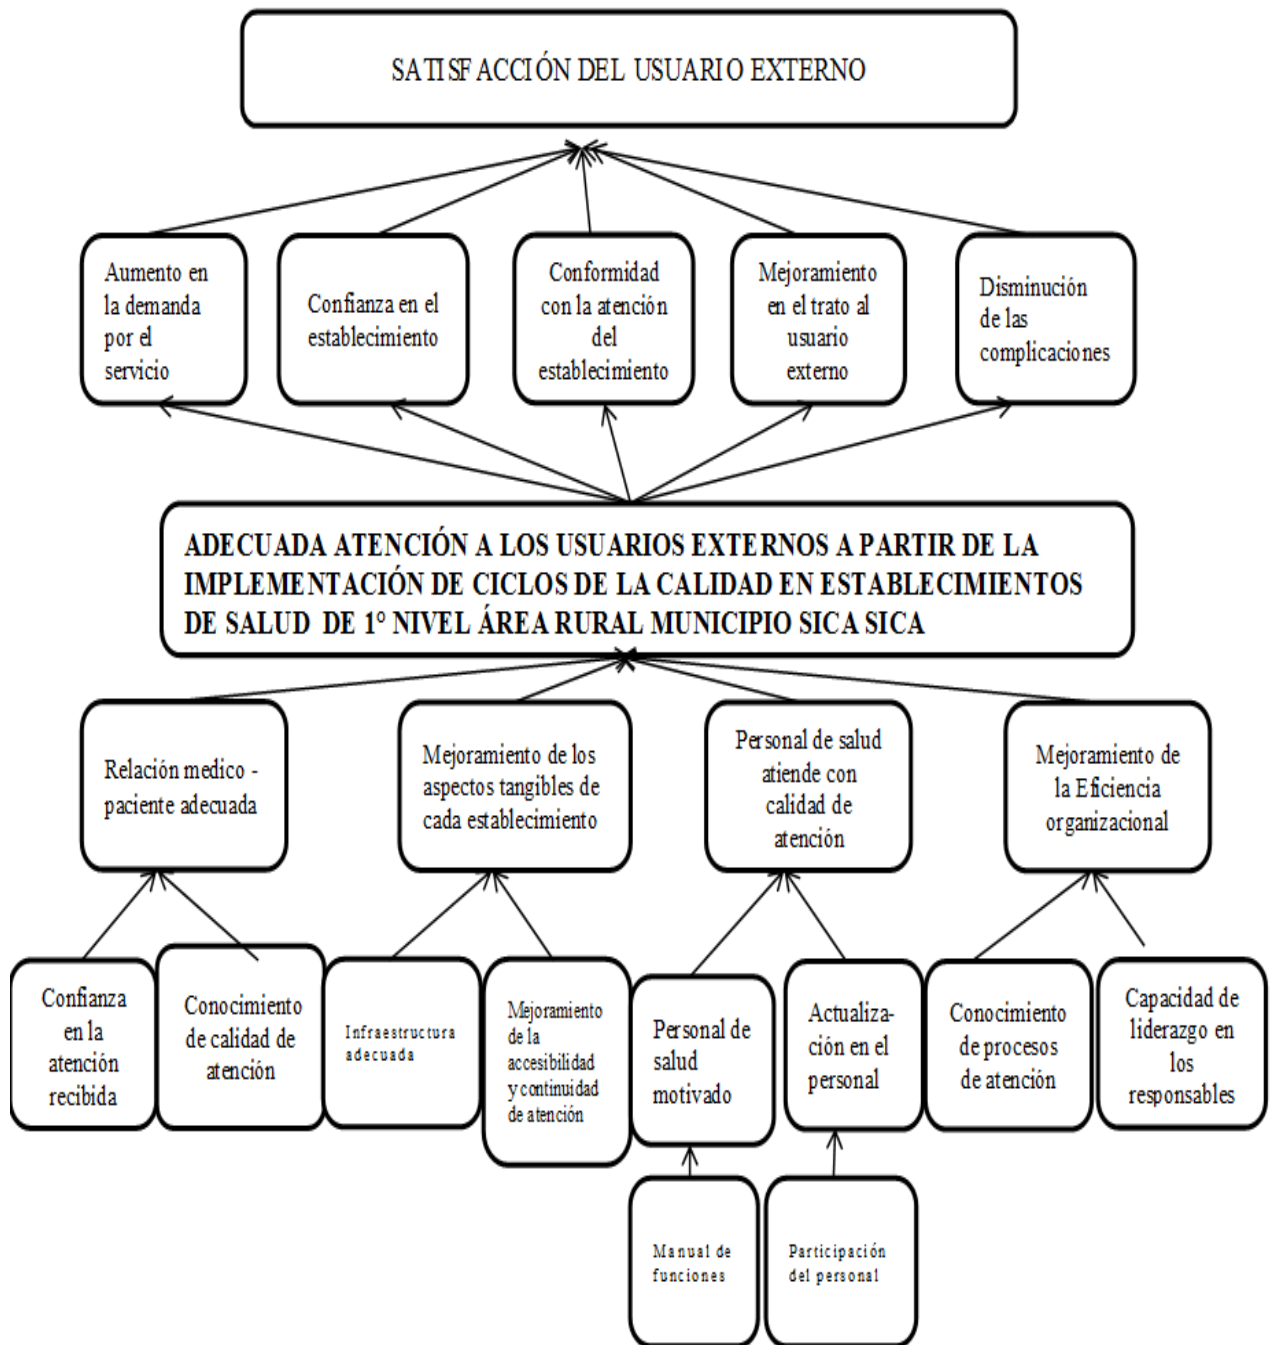 SATISFACCIÓN DEL USUARIO EXTERNO
Aumento en
la demanda
por el
servicio
Confianza en el
establecimiento
Conformidad
con la atención
del
establecimiento
Mejoramiento
en el trato al
usuario
externo
Disminución
de las
complicaciones
ADECUADA ATENCIÓN A LOS USUARIOS EXTERNOS A PARTIR DE LA
IMPLEMENTACIÓN DE CICLOS DE LA CALIDAD EN ESTABLECIMIENTOS
DE SALUD DE 1° NIVEL ÁREA RURAL MUNICIPIO SICA SICA
Relación medico -
paciente adecuada
Mejoramiento de los
aspectos tangibles de
cada establecimiento
Personal de salud
atiende con
calidad de
atención
Mejoramiento de
la Eficiencia
organizacional
Confianza
en la
atención
recibida
Conocimiento
de calidad de
atención
Infraestructura
adecuada
Mejoramiento
de la
accesibilidad
y continuidad
de atención
Personal de
salud
motivado
Actualiza-
ción en el
personal
Conocimiento
de procesos
de atención
Capacidad de
liderazgo en
los
responsables
Manual de
funciones
Participación
del personal